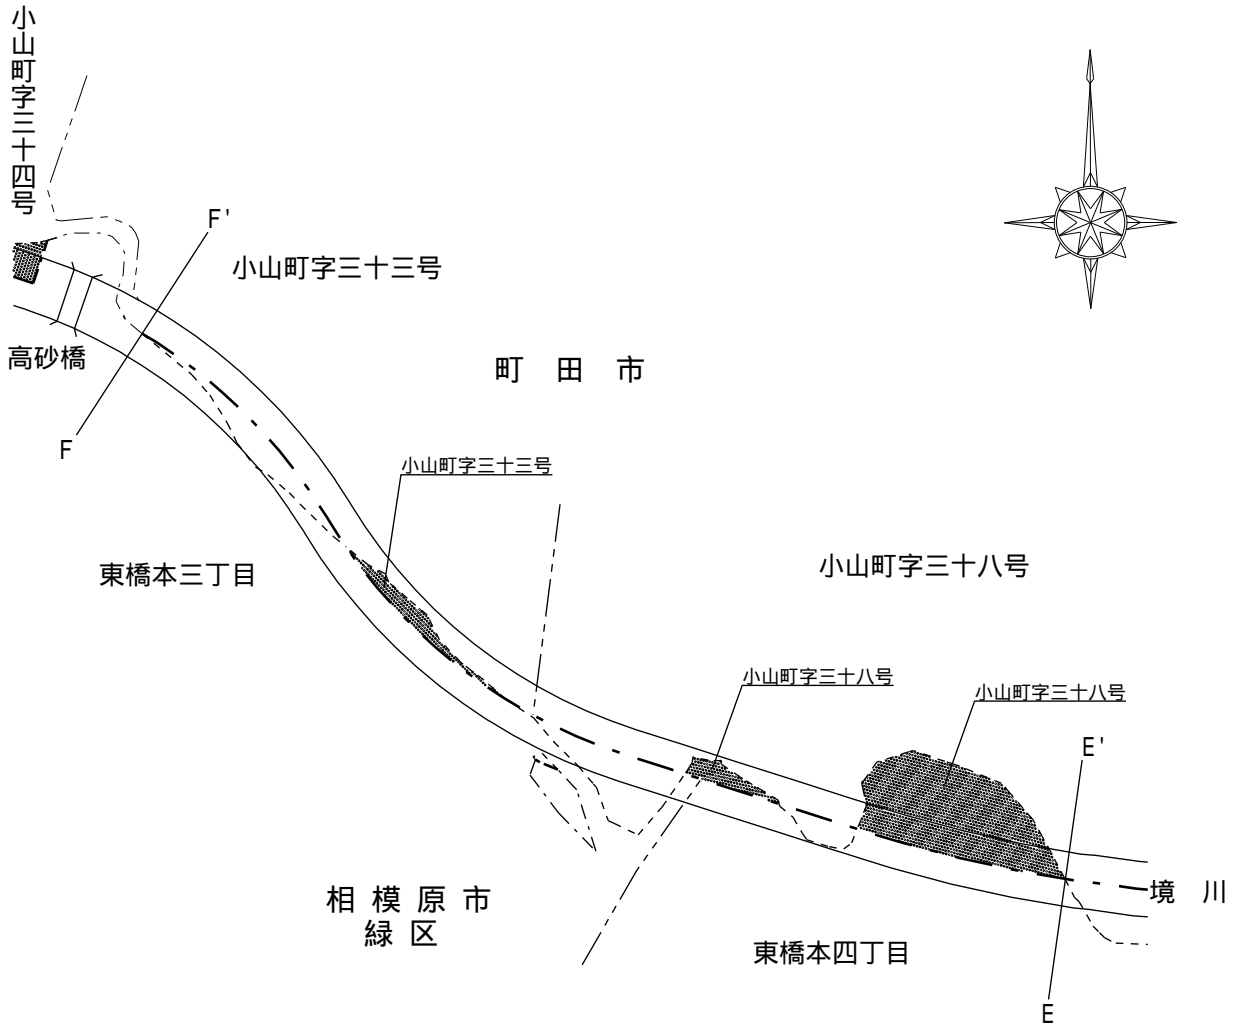 小山町字三十四号
F'
小山町字三十三号
高砂橋
町田市
F
小山町字三十三号
小山町字三十八号
東橋本三丁目
小山町字三十八号
小山町字三十八号
E'
相模原市
緑区
境川
東橋本四丁目
E